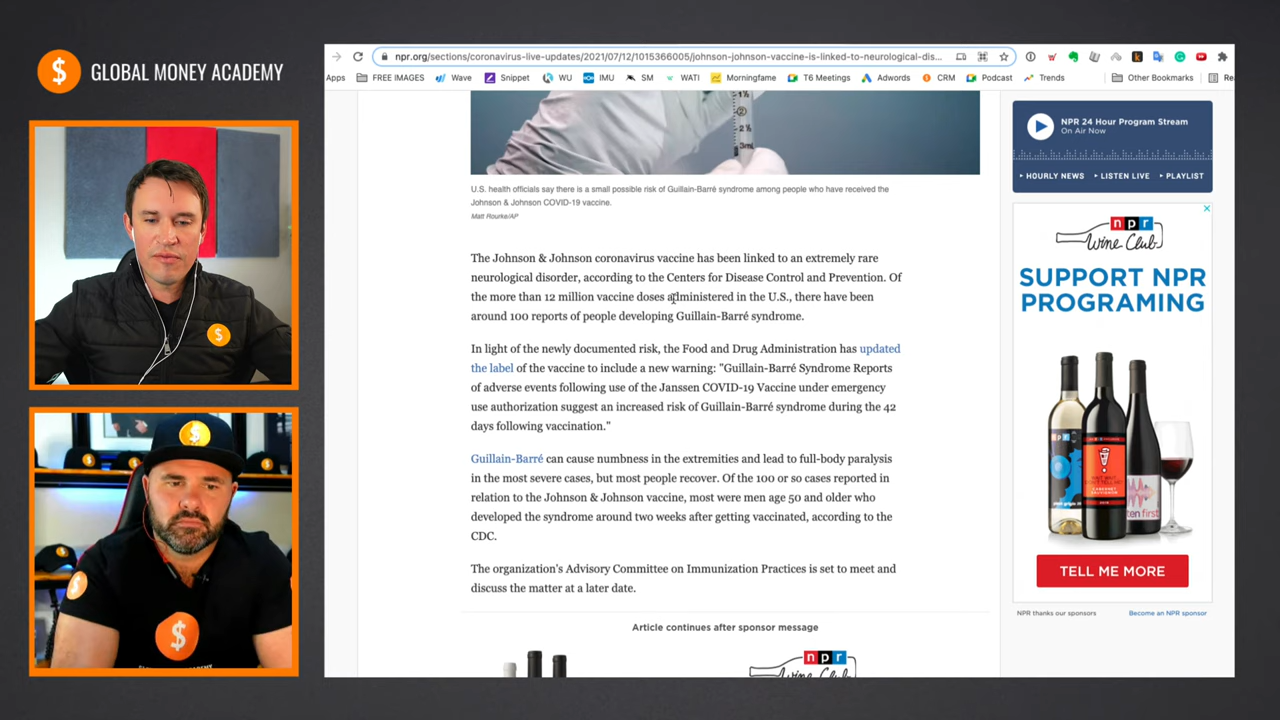 $ GLOBAL MONEY ACADEMY
npr.org/sections/coronavirus-live-updates/2021/07/12/1015366005/johnson-johnson-vaccine-is-linked-to-neurological-dis...
Apps FREE IMAGES Wave Snippet WU IMU SM WATI Morningfame T6 Meetings Adwords CRM Podcast Trends Other Bookmarks
U.S. health officials say there is a small possible risk of Guillain-Barré syndrome among people who have received the
Johnson & Johnson COVID-19 vaccine.
Matt Rourke/AP
The Johnson & Johnson coronavirus vaccine has been linked to an extremely rare
neurological disorder, according to the Centers for Disease Control and Prevention. Of
the more than 12 million vaccine doses administered in the U.S., there have been
around 100 reports of people developing Guillain-Barré syndrome.
In light of the newly documented risk, the Food and Drug Administration has updated
the label of the vaccine to include a new warning: "Guillain-Barré Syndrome Reports
of adverse events following use of the Janssen COVID-19 Vaccine under emergency
use authorization suggest an increased risk of Guillain-Barré syndrome during the 42
days following vaccination."
Guillain-Barré can cause numbness in the extremities and lead to full-body paralysis
in the most severe cases, but most people recover. Of the 100 or so cases reported in
relation to the Johnson & Johnson vaccine, most were men age 50 and older who
developed the syndrome around two weeks after getting vaccinated, according to the
CDC.
The organization's Advisory Committee on Immunization Practices is set to meet and
discuss the matter at a later date.
Article continues after sponsor message
npr
Wine Club
NPR 24 Hour Program Stream
On Air Now
HOURLY NEWS LISTEN LIVE PLAYLIST
npr
Wine Club
SUPPORT NPR
PROGRAMING
TELL ME MORE
NPR thanks our sponsors Become an NPR sponsor
$
$
$
$